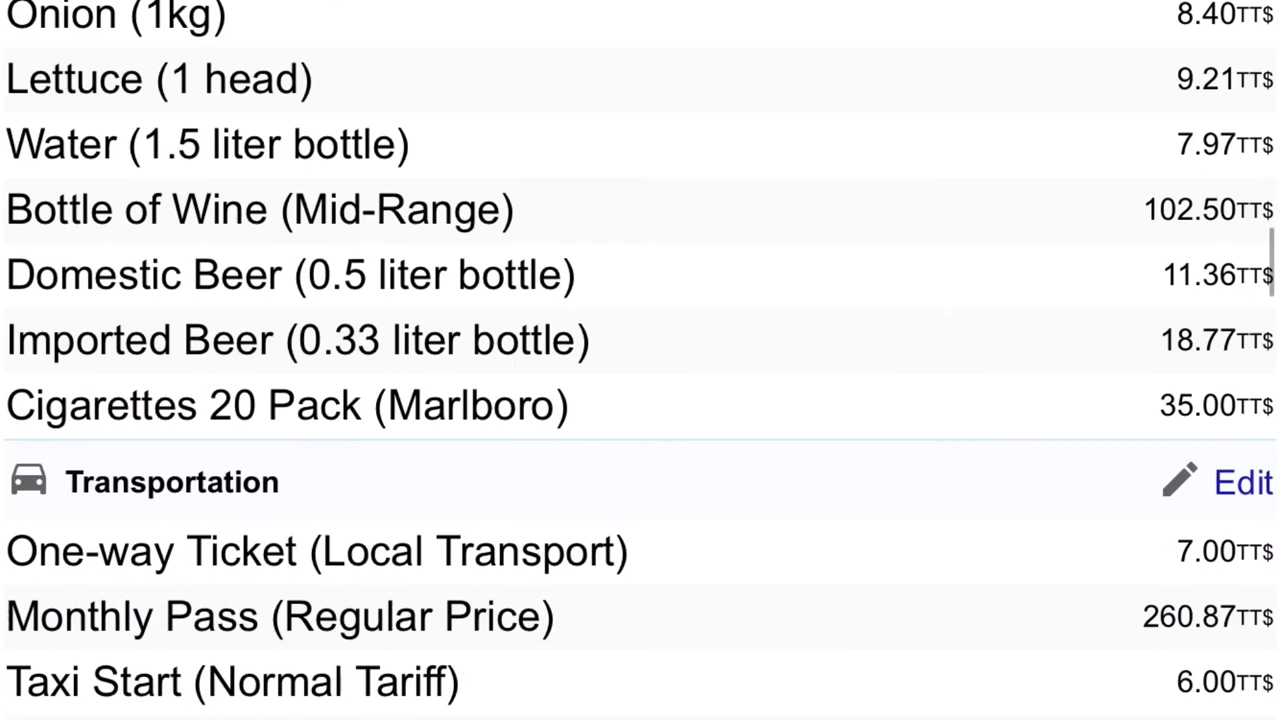 Onion (1kg) 8.40TT$
Lettuce (1 head) 9.21TT$
Water (1.5 liter bottle) 7.97TT$
Bottle of Wine (Mid-Range) 102.50TT$
Domestic Beer (0.5 liter bottle) 11.36TT$
Imported Beer (0.33 liter bottle) 18.77TT$
Cigarettes 20 Pack (Marlboro) 35.00TT$
Transportation Edit
One-way Ticket (Local Transport) 7.00TT$
Monthly Pass (Regular Price) 260.87TT$
Taxi Start (Normal Tariff) 6.00TT$